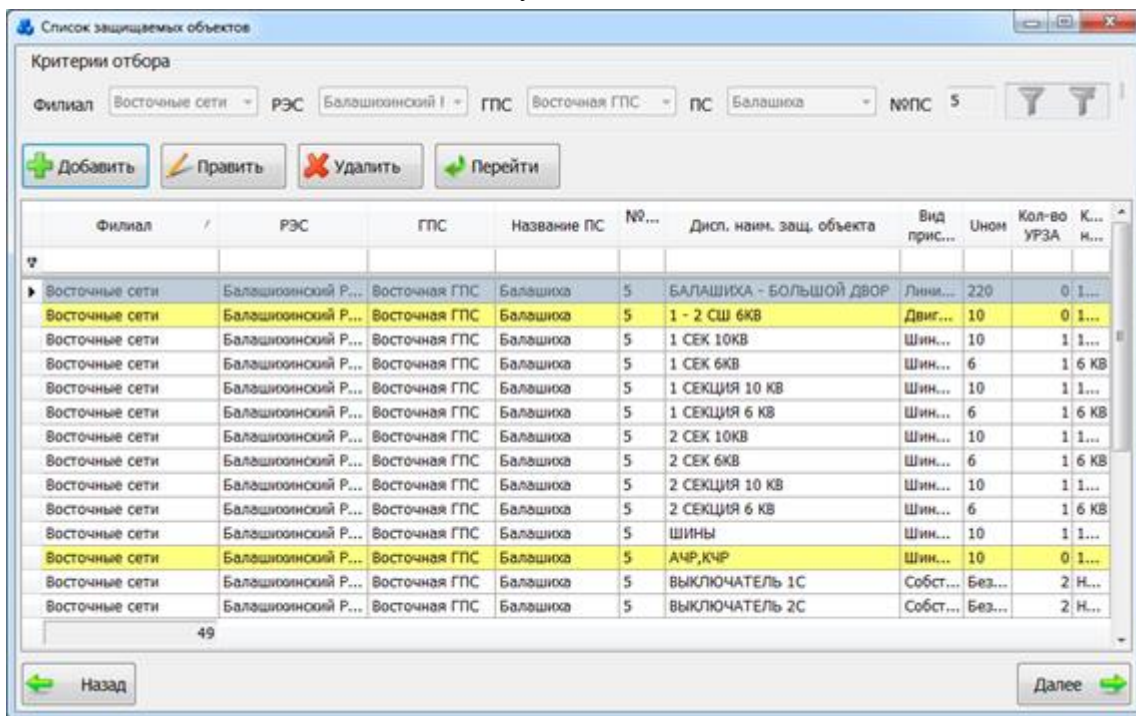 Список защищаемых объектов
Критерии отбора
Филиал Восточные сети РЭС Балашихинский ГПС Восточная ГПС ПС Балашиха №ПС 5
Добавить Править Удалить Перейти
Филиал РЭС ГПС Название ПС №... Дисп. наим. защ. объекта Вид прис... Uном Кол-во УРЗА К... н...
Восточные сети Балашихинский Р... Восточная ГПС Балашиха 5 БАЛАШИХА - БОЛЬШОЙ ДВОР Лини... 220 0 1...
Восточные сети Балашихинский Р... Восточная ГПС Балашиха 5 1 - 2 СШ 6КВ Двиг... 10 0 1...
Восточные сети Балашихинский Р... Восточная ГПС Балашиха 5 1 СЕК 10КВ Шин... 10 1 1...
Восточные сети Балашихинский Р... Восточная ГПС Балашиха 5 1 СЕК 6КВ Шин... 6 1 6 КВ
Восточные сети Балашихинский Р... Восточная ГПС Балашиха 5 1 СЕКЦИЯ 10 КВ Шин... 10 1 1...
Восточные сети Балашихинский Р... Восточная ГПС Балашиха 5 1 СЕКЦИЯ 6 КВ Шин... 6 1 6 КВ
Восточные сети Балашихинский Р... Восточная ГПС Балашиха 5 2 СЕК 10КВ Шин... 10 1 1...
Восточные сети Балашихинский Р... Восточная ГПС Балашиха 5 2 СЕК 6КВ Шин... 6 1 6 КВ
Восточные сети Балашихинский Р... Восточная ГПС Балашиха 5 2 СЕКЦИЯ 10 КВ Шин... 10 1 1...
Восточные сети Балашихинский Р... Восточная ГПС Балашиха 5 2 СЕКЦИЯ 6 КВ Шин... 6 1 6 КВ
Восточные сети Балашихинский Р... Восточная ГПС Балашиха 5 ШИНЫ Шин... 10 1 1...
Восточные сети Балашихинский Р... Восточная ГПС Балашиха 5 АЧР,КЧР Шин... 10 0 1...
Восточные сети Балашихинский Р... Восточная ГПС Балашиха 5 ВЫКЛЮЧАТЕЛЬ 1С Собст... Без... 2 Н...
Восточные сети Балашихинский Р... Восточная ГПС Балашиха 5 ВЫКЛЮЧАТЕЛЬ 2С Собст... Без... 2 Н...
49
Назад Далее